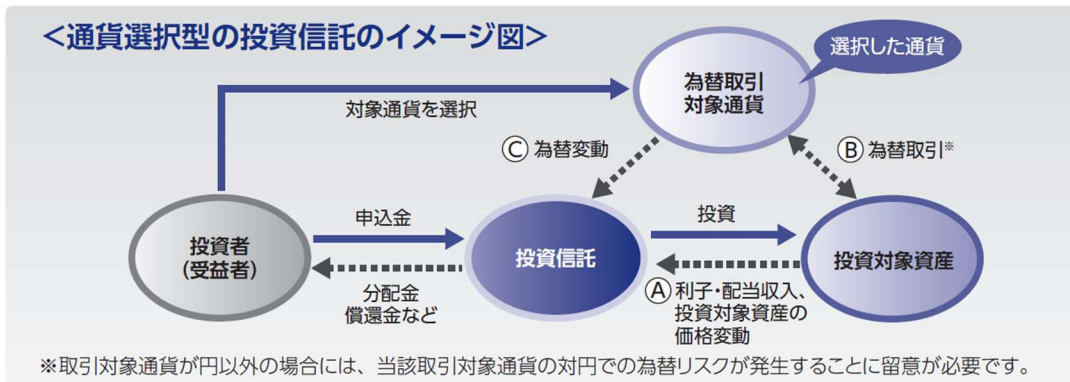 ＜通貨選択型の投資信託のイメージ図＞
選択した通貨
為替取引
対象通貨
対象通貨を選択
Ⓒ 為替変動
Ⓑ 為替取引※
投資者
(受益者)
申込金
投資信託
投資
投資対象資産
分配金
償還金など
Ⓐ 利子・配当収入、
投資対象資産の
価格変動
※取引対象通貨が円以外の場合には、当該取引対象通貨の対円での為替リスクが発生することに留意が必要です。